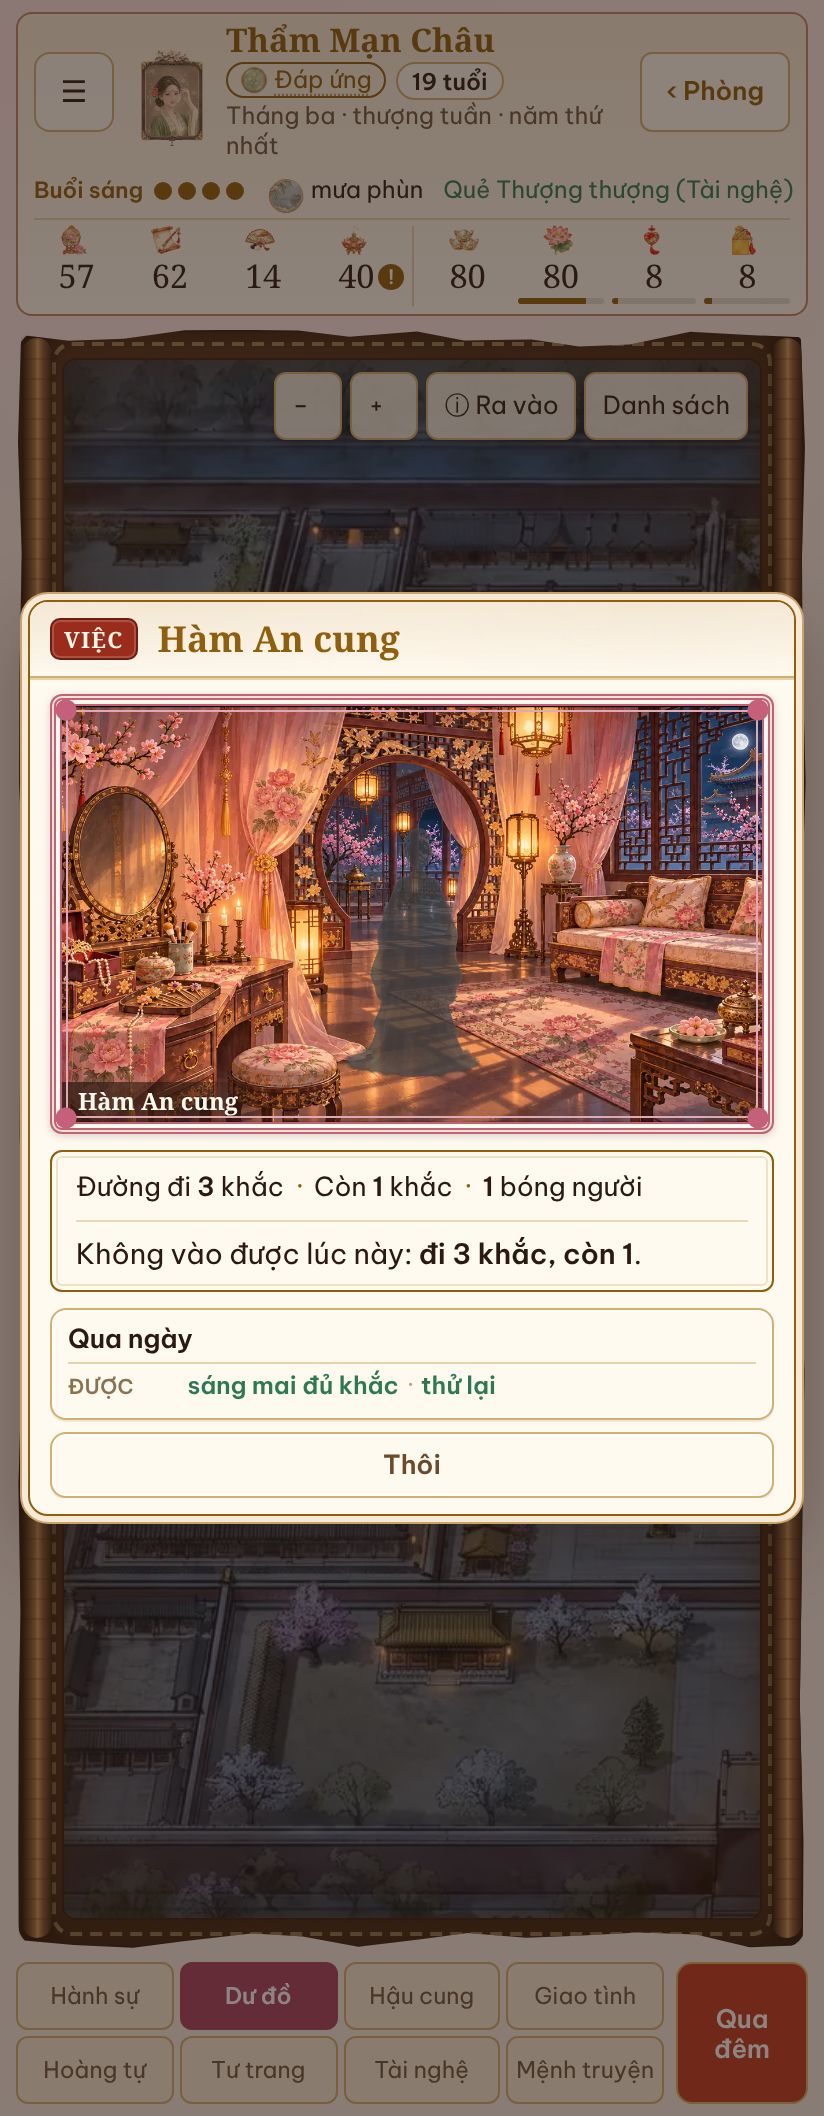 Thẩm Mạn Châu
☰
Đáp ứng
19 tuổi
Tháng ba · thượng tuần · năm thứ nhất
‹ Phòng
Buổi sáng
mưa phùn
Quẻ Thượng thượng (Tài nghệ)
57 62 14 40 ! 80 80 8 8
− + ⓘ Ra vào Danh sách
VIỆC Hàm An cung
Hàm An cung
Đường đi 3 khắc · Còn 1 khắc · 1 bóng người
Không vào được lúc này: đi 3 khắc, còn 1.
Qua ngày
ĐƯỢC sáng mai đủ khắc · thử lại
Thôi
Hành sự Dư đồ Hậu cung Giao tình
Qua đêm
Hoàng tự Tư trang Tài nghệ Mệnh truyện